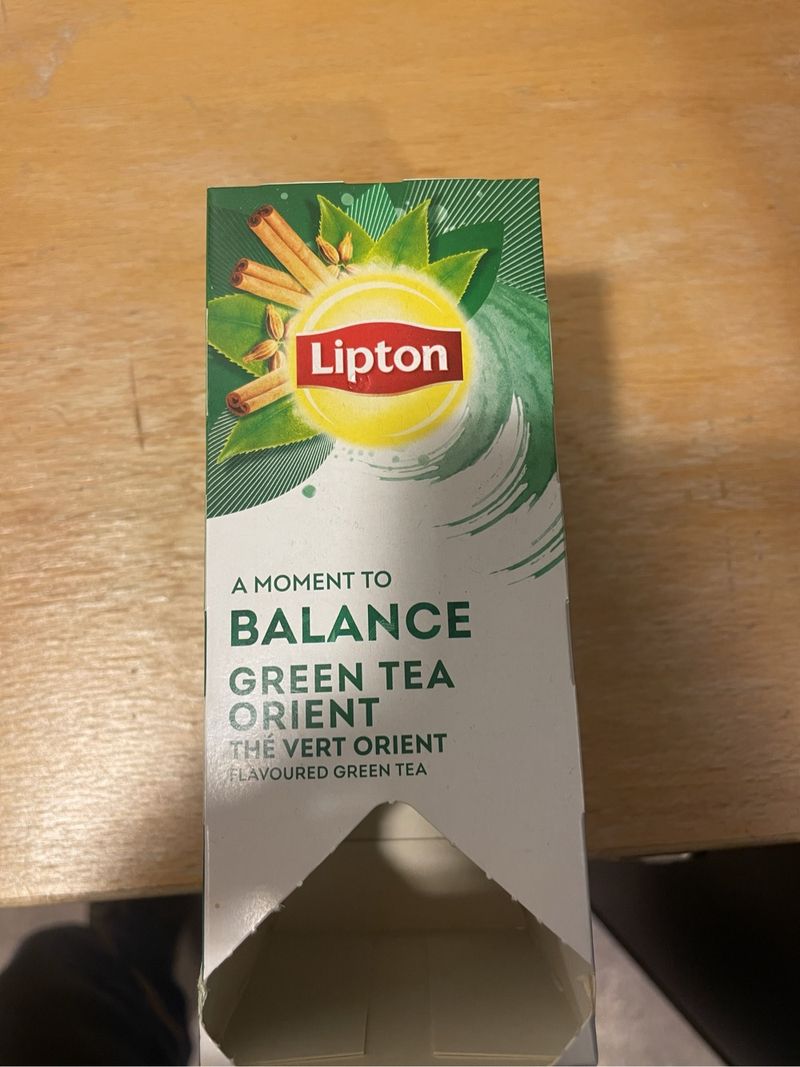 Lipton
A MOMENT TO
BALANCE
GREEN TEA
ORIENT
THÉ VERT ORIENT
FLAVOURED GREEN TEA